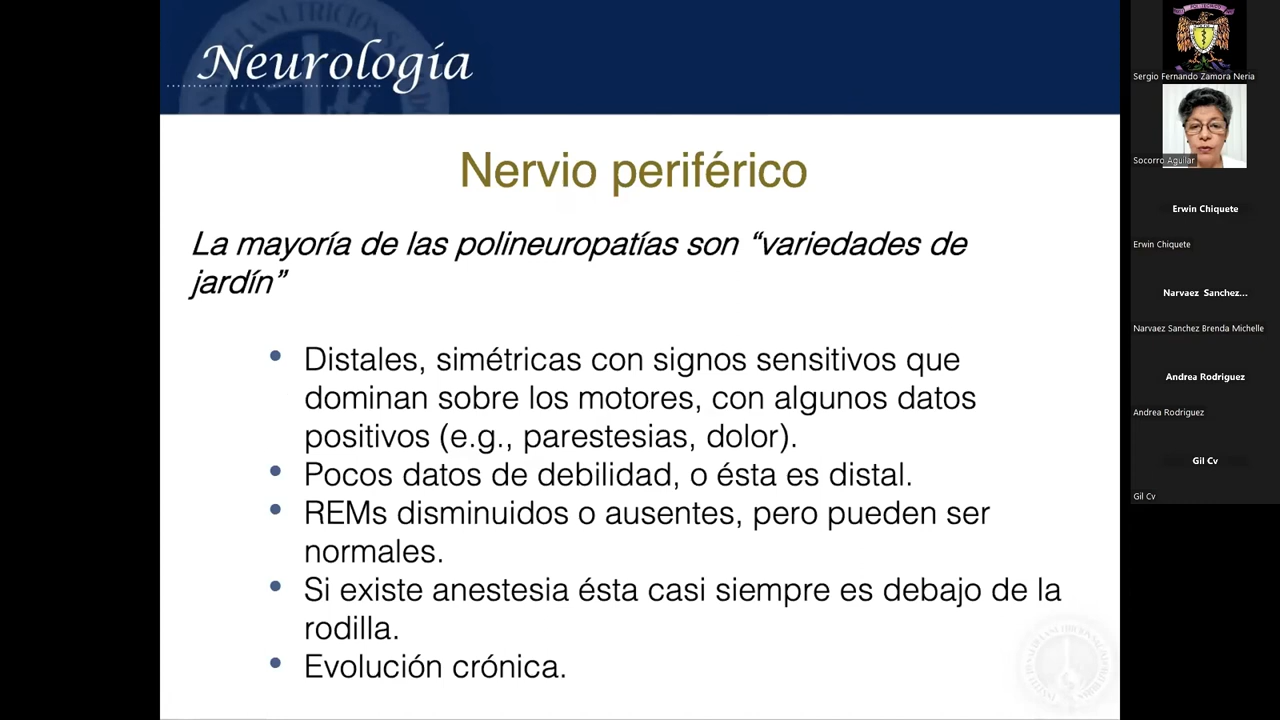 Neurología
Nervio periférico
La mayoría de las polineuropatías son “variedades de
jardín”
• Distales, simétricas con signos sensitivos que
dominan sobre los motores, con algunos datos
positivos (e.g., parestesias, dolor).
• Pocos datos de debilidad, o ésta es distal.
• REMs disminuidos o ausentes, pero pueden ser
normales.
• Si existe anestesia ésta casi siempre es debajo de la
rodilla.
• Evolución crónica.
Sergio Fernando Zamora Neria
Socorro Aguilar
Erwin Chiquete
Erwin Chiquete
Narvaez Sanchez...
Narvaez Sanchez Brenda Michelle
Andrea Rodriguez
Andrea Rodriguez
Gil Cv
Gil Cv